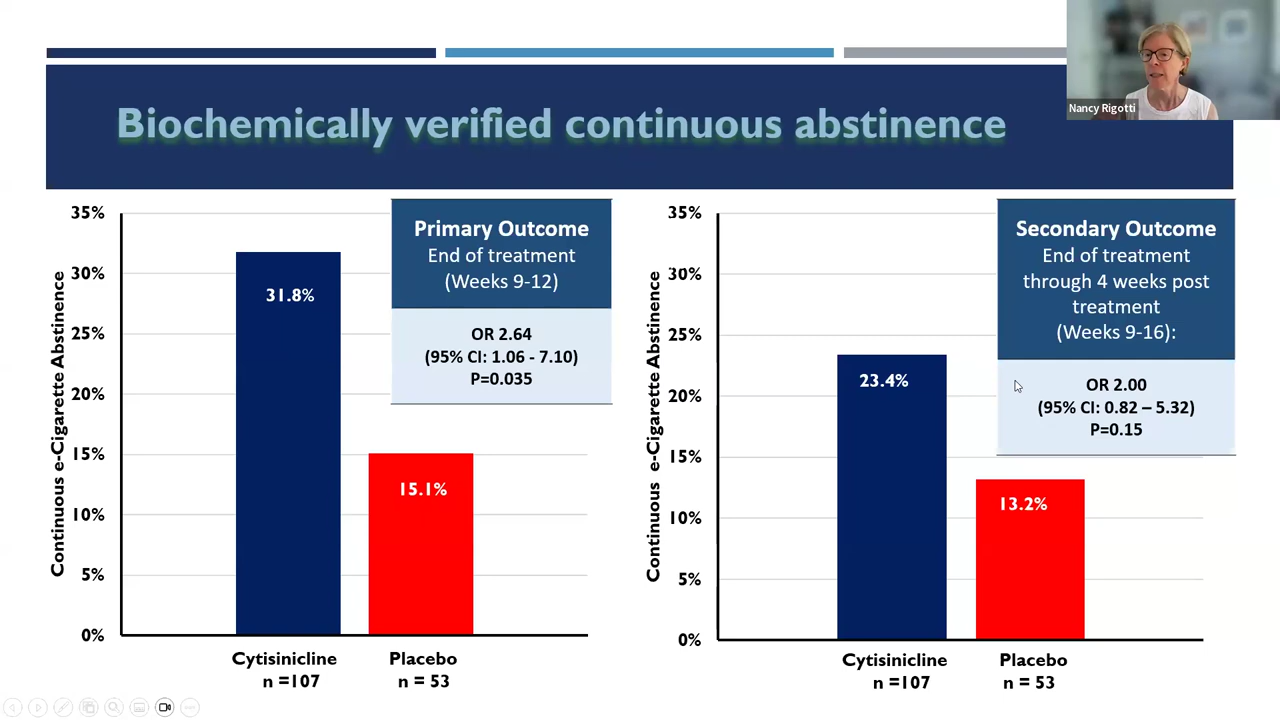 Nancy Rigotti
Biochemically verified continuous abstinence
35%
30%
25%
20%
15%
10%
5%
0%
Continuous e-Cigarette Abstinence
31.8%
15.1%
Cytisinicline
n =107
Placebo
n = 53
Primary Outcome
End of treatment
(Weeks 9-12)
OR 2.64
(95% CI: 1.06 - 7.10)
P=0.035
35%
30%
25%
20%
15%
10%
5%
0%
Continuous e-Cigarette Abstinence
23.4%
13.2%
Cytisinicline
n =107
Placebo
n = 53
Secondary Outcome
End of treatment
through 4 weeks post
treatment
(Weeks 9-16):
OR 2.00
(95% CI: 0.82 – 5.32)
P=0.15